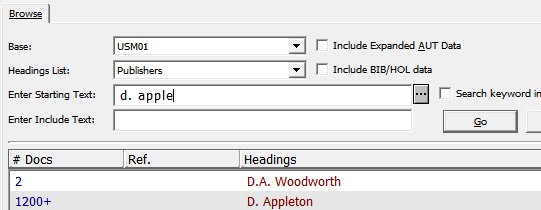 Browse
Base: USM01 Include Expanded AUT Data
Headings List: Publishers Include BIB/HOL data
Enter Starting Text: d. apple ... Search keyword in
Enter Include Text: Go
# Docs Ref. Headings
2 D.A. Woodworth
1200+ D. Appleton